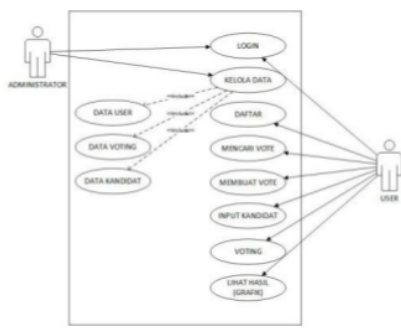 LOGIN
ADMINISTRATOR
KELOLA DATA
DATA USER
DAFTAR
DATA VOTING
MENCARI VOTE
DATA KANDIDAT
MEMBUAT VOTE
USER
INPUT KANDIDAT
VOTING
LIHAT HASIL
(GRAFIK)